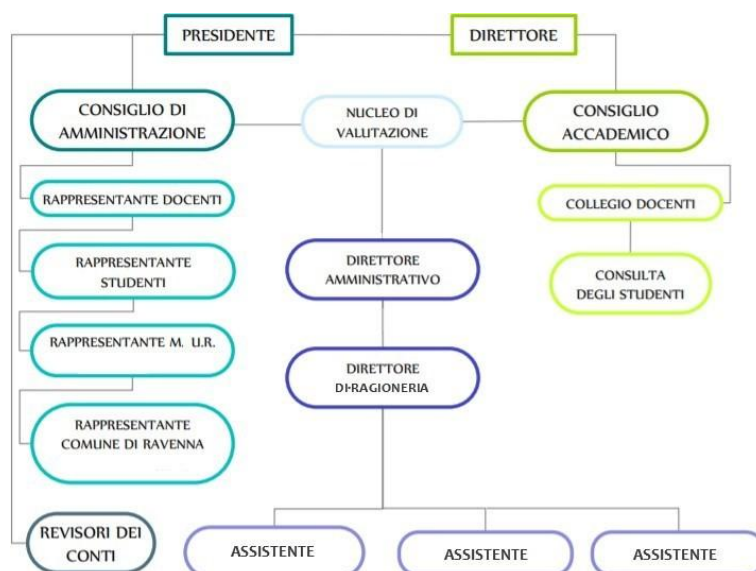 PRESIDENTE
DIRETTORE
CONSIGLIO DI
AMMINISTRAZIONE
NUCLEO DI
VALUTAZIONE
CONSIGLIO
ACCADEMICO
RAPPRESENTANTE DOCENTI
COLLEGIO DOCENTI
RAPPRESENTANTE
STUDENTI
DIRETTORE
AMMINISTRATIVO
CONSULTA
DEGLI STUDENTI
RAPPRESENTANTE M. U.R.
DIRETTORE
DI-RAGIONERIA
RAPPRESENTANTE
COMUNE DI RAVENNA
REVISORI DEI
CONTI
ASSISTENTE
ASSISTENTE
ASSISTENTE